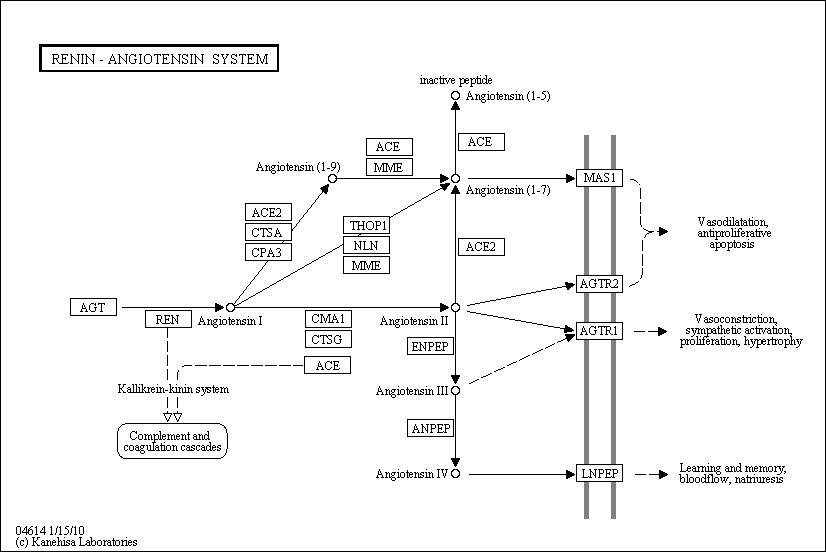 RENIN - ANGIOTENSIN SYSTEM
inactive peptide
Angiotensin (1-5)
ACE
ACE
MME
Angiotensin (1-9)
Angiotensin (1-7)
MAS1
ACE2
CTSA
CPA3
THOP1
NLN
MME
ACE2
Vasodilatation,
antiproliferative
apoptosis
AGTR2
AGT
REN
Angiotensin I
CMA1
CTSG
ACE
Angiotensin II
AGTR1
Vasoconstriction,
sympathetic activation,
proliferation, hypertrophy
ENPEP
Kallikrein-kinin system
Angiotensin III
ANPEP
Complement and
coagulation cascades
Angiotensin IV
LNPEP
Learning and memory,
bloodflow, natriuresis
04614 1/15/10
(c) Kanehisa Laboratories